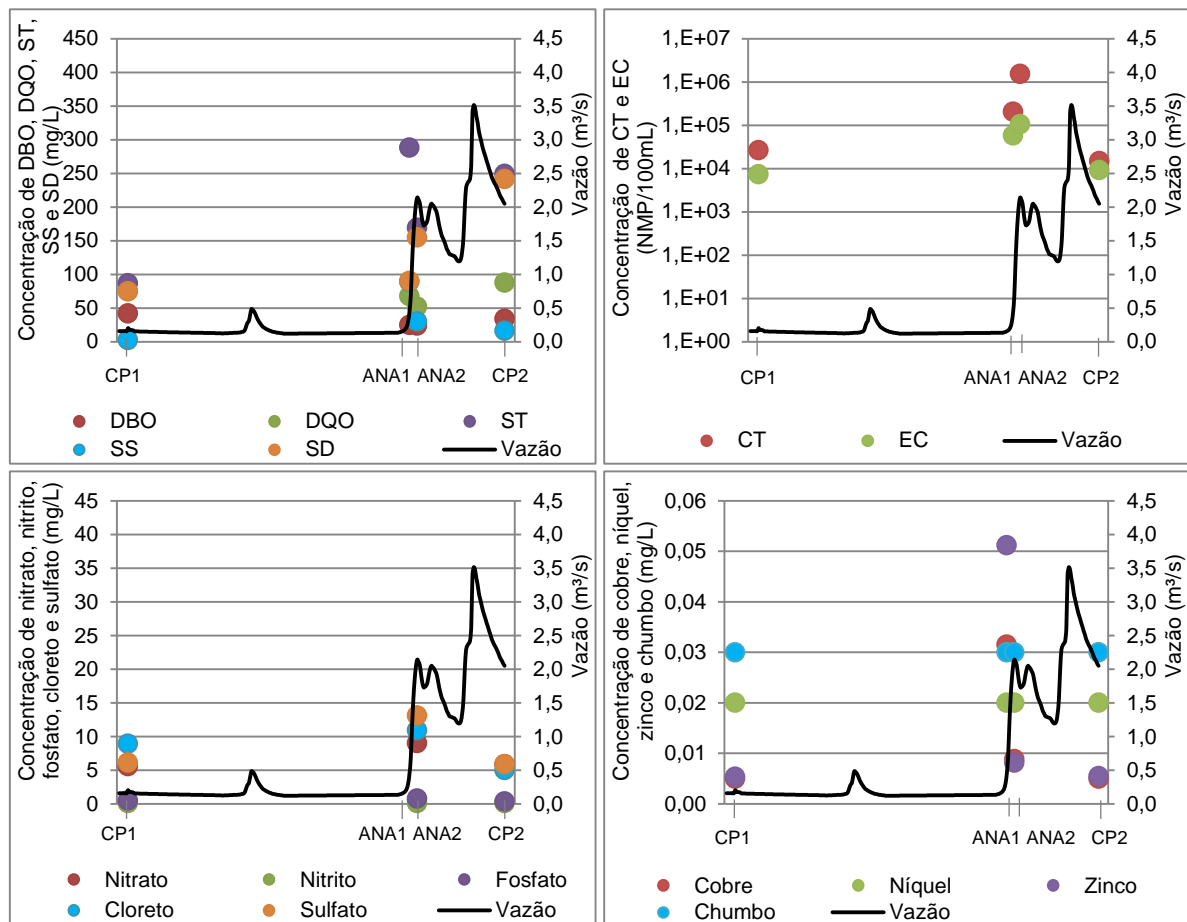 Concentração de DBO, DQO, ST,
SS e SD (mg/L)
450
400
350
300
250
200
150
100
50
0
4,5
4,0
3,5
3,0
2,5
2,0
1,5
1,0
0,5
0,0
Vazão (m³/s)
CP1 ANA1 ANA2 CP2
DBO DQO ST
SS SD Vazão
Concentração de CT e EC
(NMP/100mL)
1,E+07
1,E+06
1,E+05
1,E+04
1,E+03
1,E+02
1,E+01
1,E+00
4,5
4,0
3,5
3,0
2,5
2,0
1,5
1,0
0,5
0,0
Vazão (m³/s)
CP1 ANA1 ANA2 CP2
CT EC Vazão
Concentração de nitrato, nitrito,
fosfato, cloreto e sulfato (mg/L)
45
40
35
30
25
20
15
10
5
0
4,5
4,0
3,5
3,0
2,5
2,0
1,5
1,0
0,5
0,0
Vazão (m³/s)
CP1 ANA1 ANA2 CP2
Nitrato Nitrito Fosfato
Cloreto Sulfato Vazão
Concentração de cobre, níquel,
zinco e chumbo (mg/L)
0,06
0,05
0,04
0,03
0,02
0,01
0,00
4,5
4,0
3,5
3,0
2,5
2,0
1,5
1,0
0,5
0,0
Vazão (m³/s)
CP1 ANA1 ANA2 CP2
Cobre Níquel Zinco
Chumbo Vazão